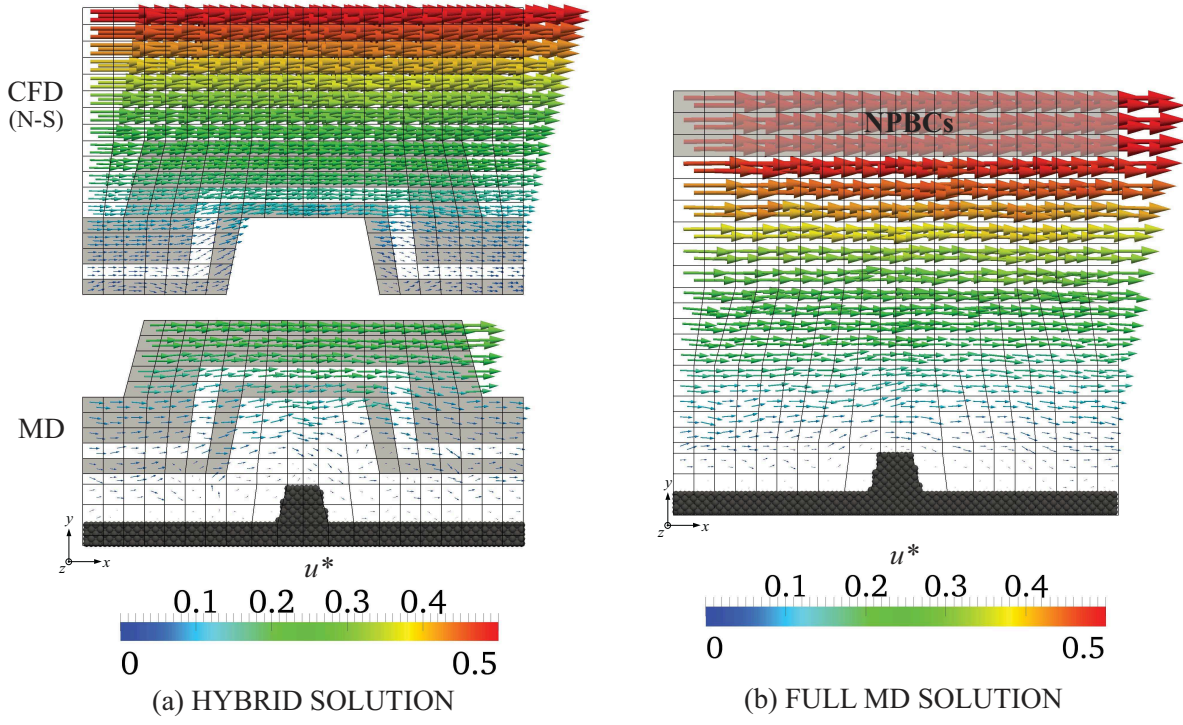 CFD
(N-S)
NPBCs
MD
y
z
x
y
z
x
u*
0.1 0.2 0.3 0.4
0 0.5
(a) HYBRID SOLUTION
u*
0.1 0.2 0.3 0.4
0 0.5
(b) FULL MD SOLUTION